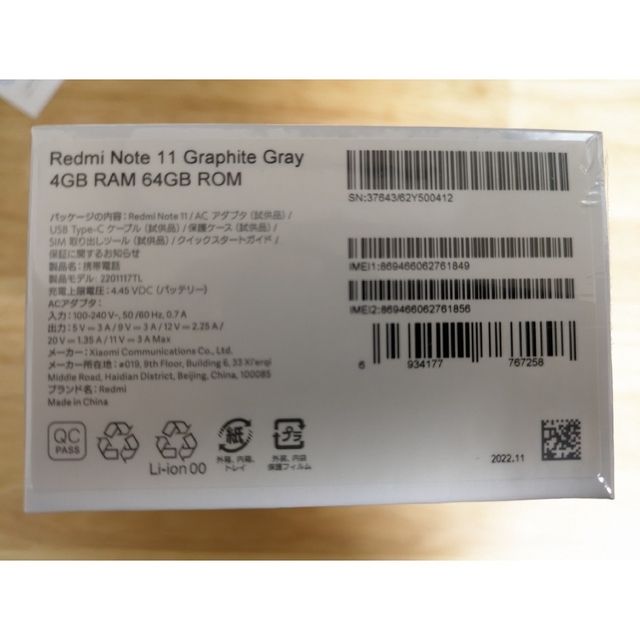 Redmi Note 11 Graphite Gray
4GB RAM 64GB ROM
SN:37643/62Y500412
パッケージの内容：Redmi Note 11 / AC アダプタ（試供品）/
USB Type-C ケーブル（試供品）/ 保護ケース（試供品）/
SIM 取り出しツール（試供品）/ クイックスタートガイド /
保証に関するお知らせ
製品名：携帯電話
製品モデル：2201117TL
充電上限電圧：4.45 VDC（バッテリー）
ACアダプタ：
入力：100-240 V~, 50/60 Hz, 0.7 A
出力：5 V⎓3 A / 9 V⎓3 A / 12 V⎓2.25 A /
20 V⎓1.35 A / 11 V⎓3 A Max
メーカー：Xiaomi Communications Co., Ltd.
メーカー所在地：#019, 9th Floor, Building 6, 33 Xi'erqi
Middle Road, Haidian District, Beijing, China, 100085
ブランド名：Redmi
Made in China
IMEI1:869466062761849
IMEI2:869466062761856
6 934177 767258
QC
PASS
Li-ion 00
紙
外箱、内箱、
トレイ
プラ
外装、内袋
保護フィルム
2022.11